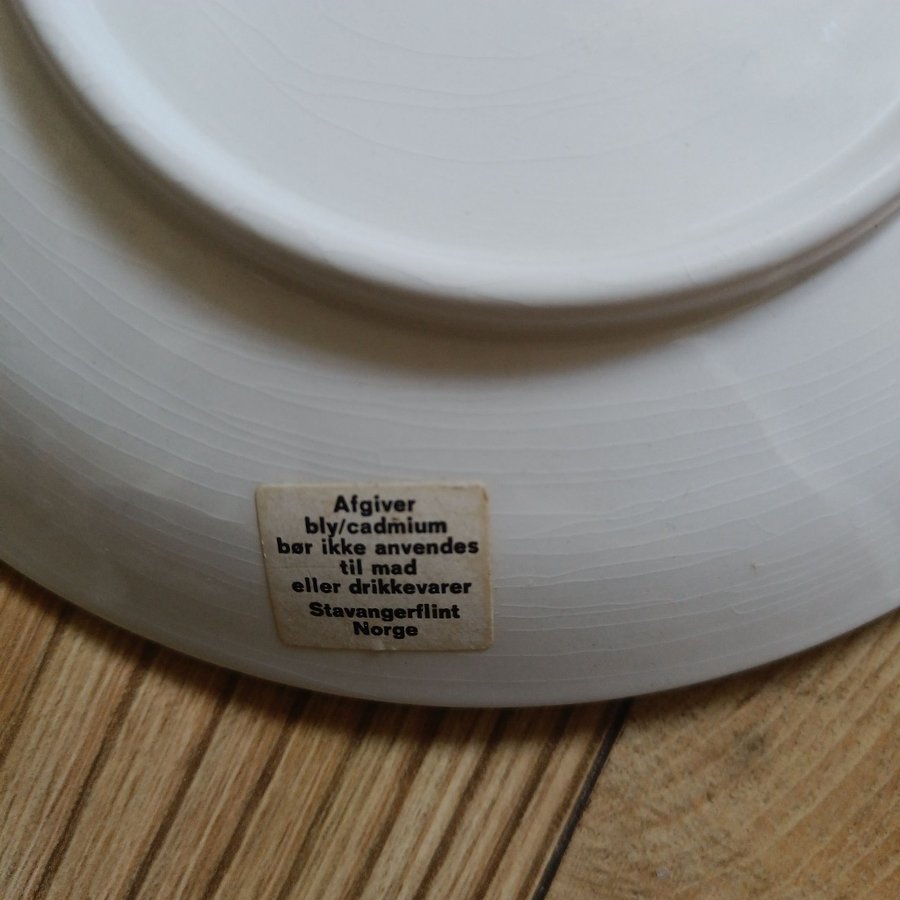 Afgiver
bly/cadmium
bør ikke anvendes
til mad
eller drikkevarer
Stavangerflint
Norge